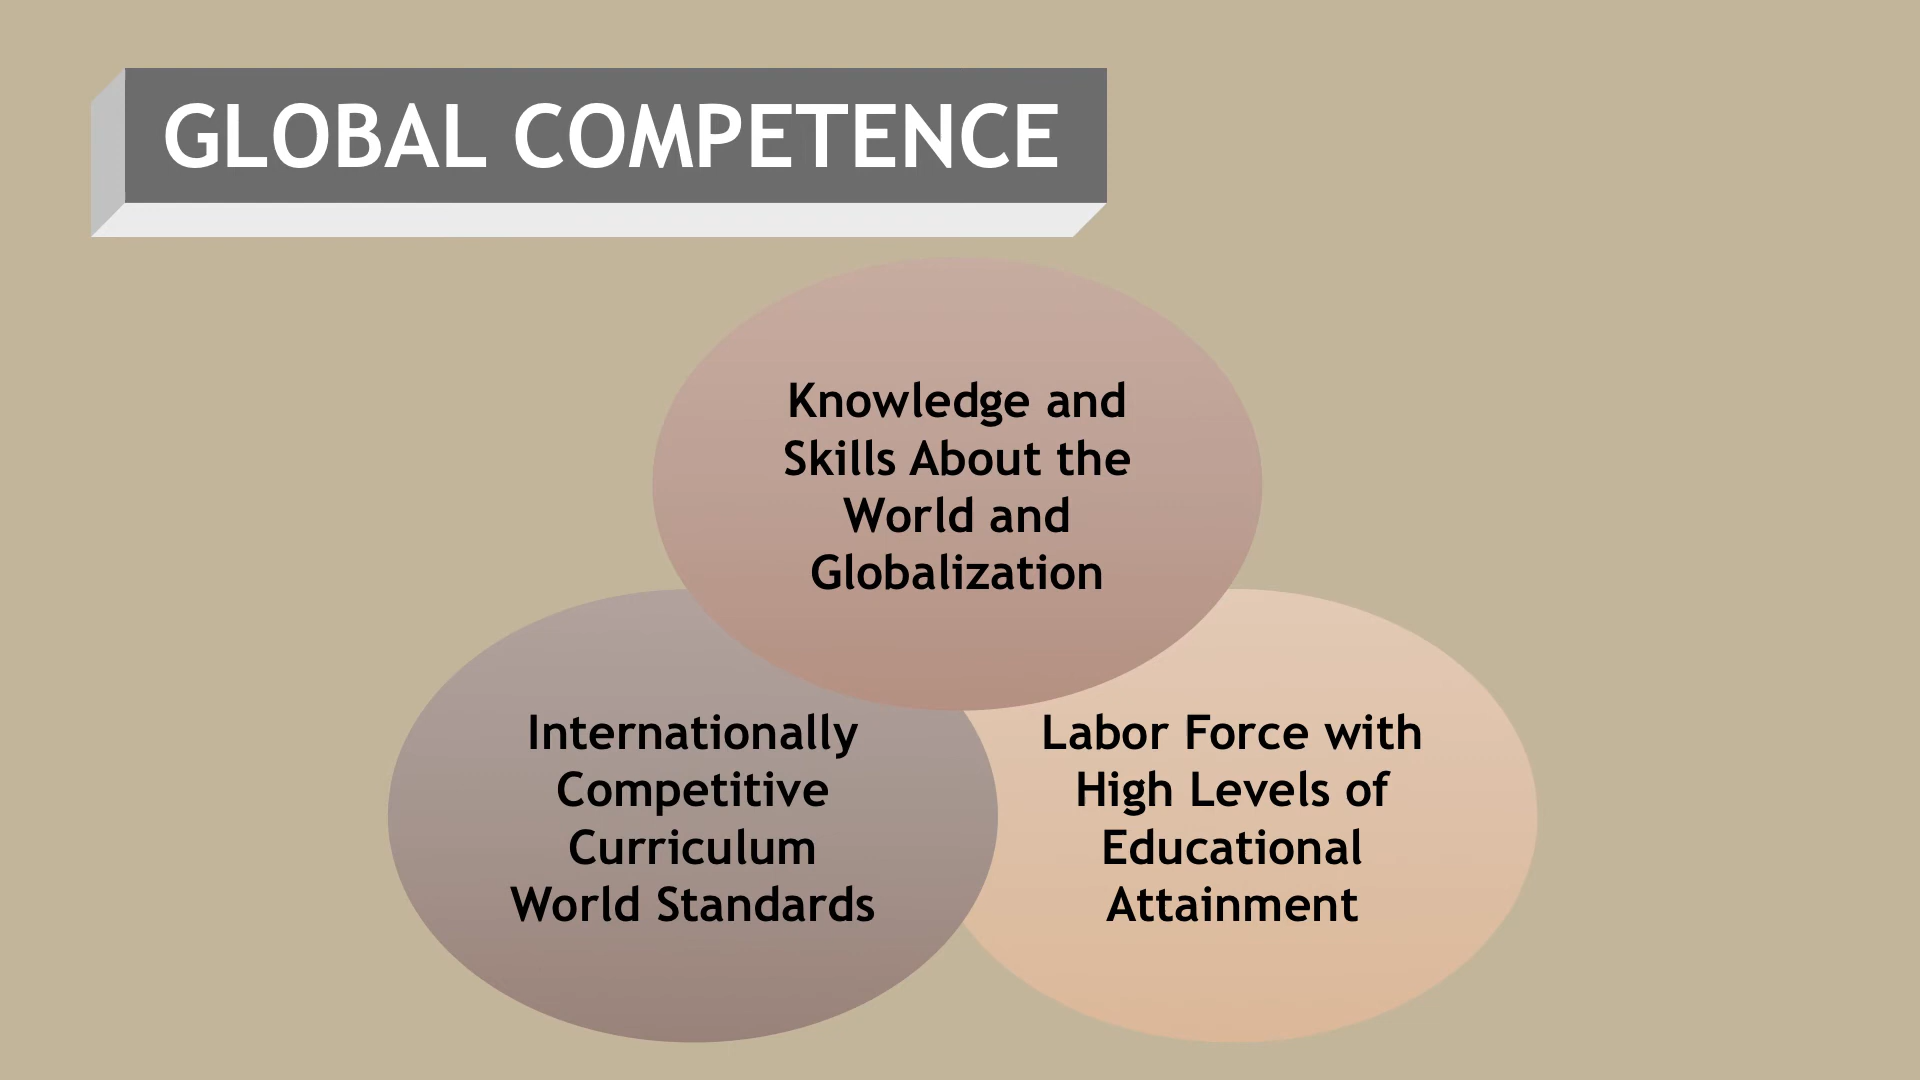 GLOBAL COMPETENCE
Knowledge and
Skills About the
World and
Globalization
Internationally
Competitive
Curriculum
World Standards
Labor Force with
High Levels of
Educational
Attainment